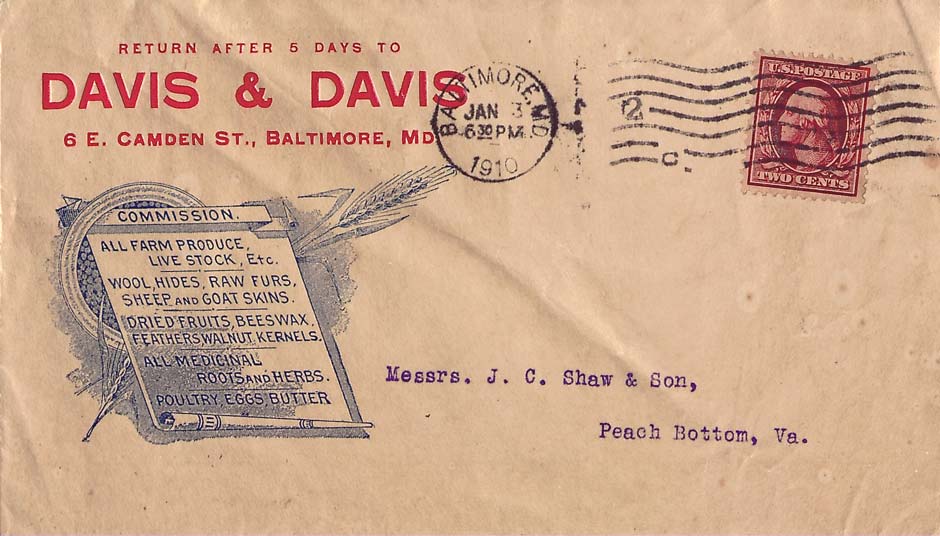 RETURN AFTER 5 DAYS TO
DAVIS & DAVIS
6 E. CAMDEN ST., BALTIMORE, MD.
BALTIMORE, MD.
JAN 3
6 30 PM
1910
2
C.
U.S. POSTAGE
TWO CENTS
COMMISSION.
ALL FARM PRODUCE,
LIVE STOCK, ETC.
WOOL, HIDES, RAW FURS,
SHEEP AND GOAT SKINS.
DRIED FRUITS, BEESWAX,
FEATHERS, WALNUT KERNELS.
ALL MEDICINAL
ROOTS AND HERBS.
POULTRY, EGGS, BUTTER
Messrs. J. C. Shaw & Son,
Peach Bottom, Va.